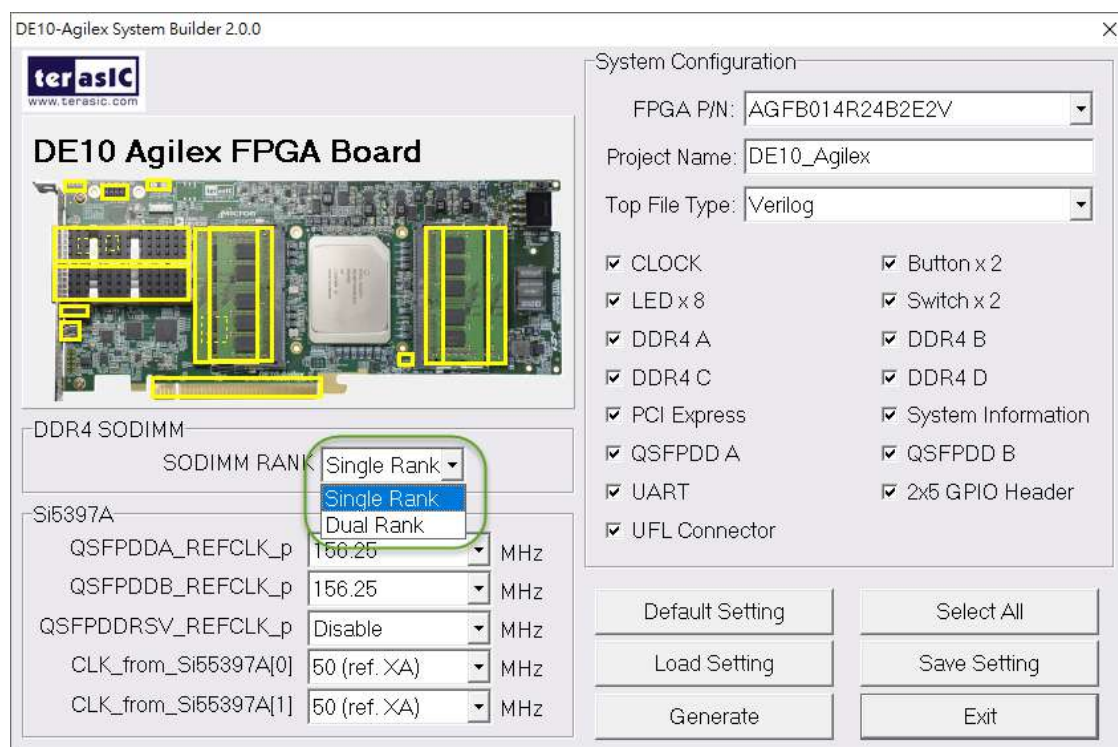 DE10-Agilex System Builder 2.0.0
terasIC
www.terasic.com
DE10 Agilex FPGA Board
DDR4 SODIMM
SODIMM RANK Single Rank
Single Rank
Dual Rank
Si5397A
QSFPDDA_REFCLK_p 156.25 MHz
QSFPDDB_REFCLK_p 156.25 MHz
QSFPDDRSV_REFCLK_p Disable MHz
CLK_from_Si55397A[0] 50 (ref. XA) MHz
CLK_from_Si55397A[1] 50 (ref. XA) MHz
System Configuration
FPGA P/N: AGFB014R24B2E2V
Project Name: DE10_Agilex
Top File Type: Verilog
CLOCK Button x 2
LED x 8 Switch x 2
DDR4 A DDR4 B
DDR4 C DDR4 D
PCI Express System Information
QSFPDD A QSFPDD B
UART 2x5 GPIO Header
UFL Connector
Default Setting Select All
Load Setting Save Setting
Generate Exit